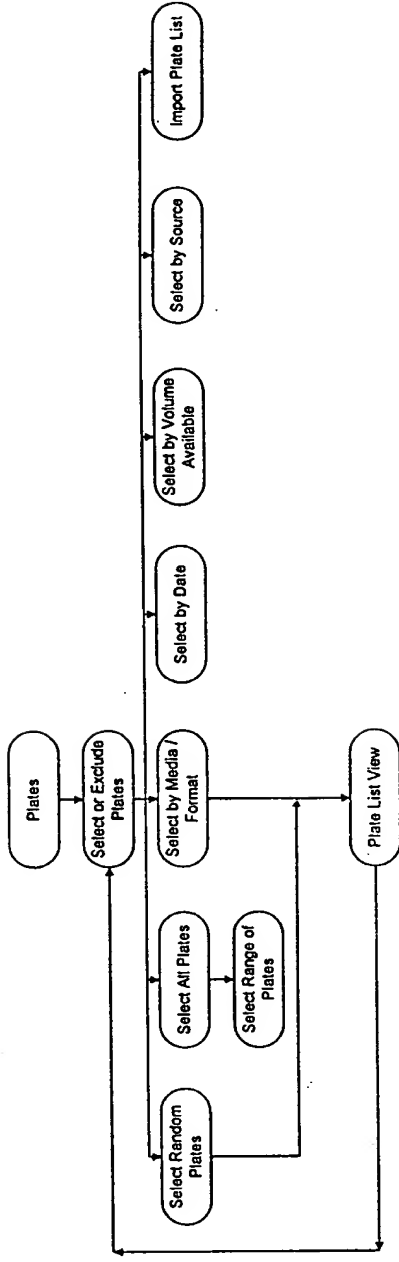 Plates
Select or Exclude
Plates
Select Random
Plates
Select All Plates
Select Range of
Plates
Select by Media /
Format
Select by Date
Select by Volume
Available
Select by Source
Import Plate List
Plate List View